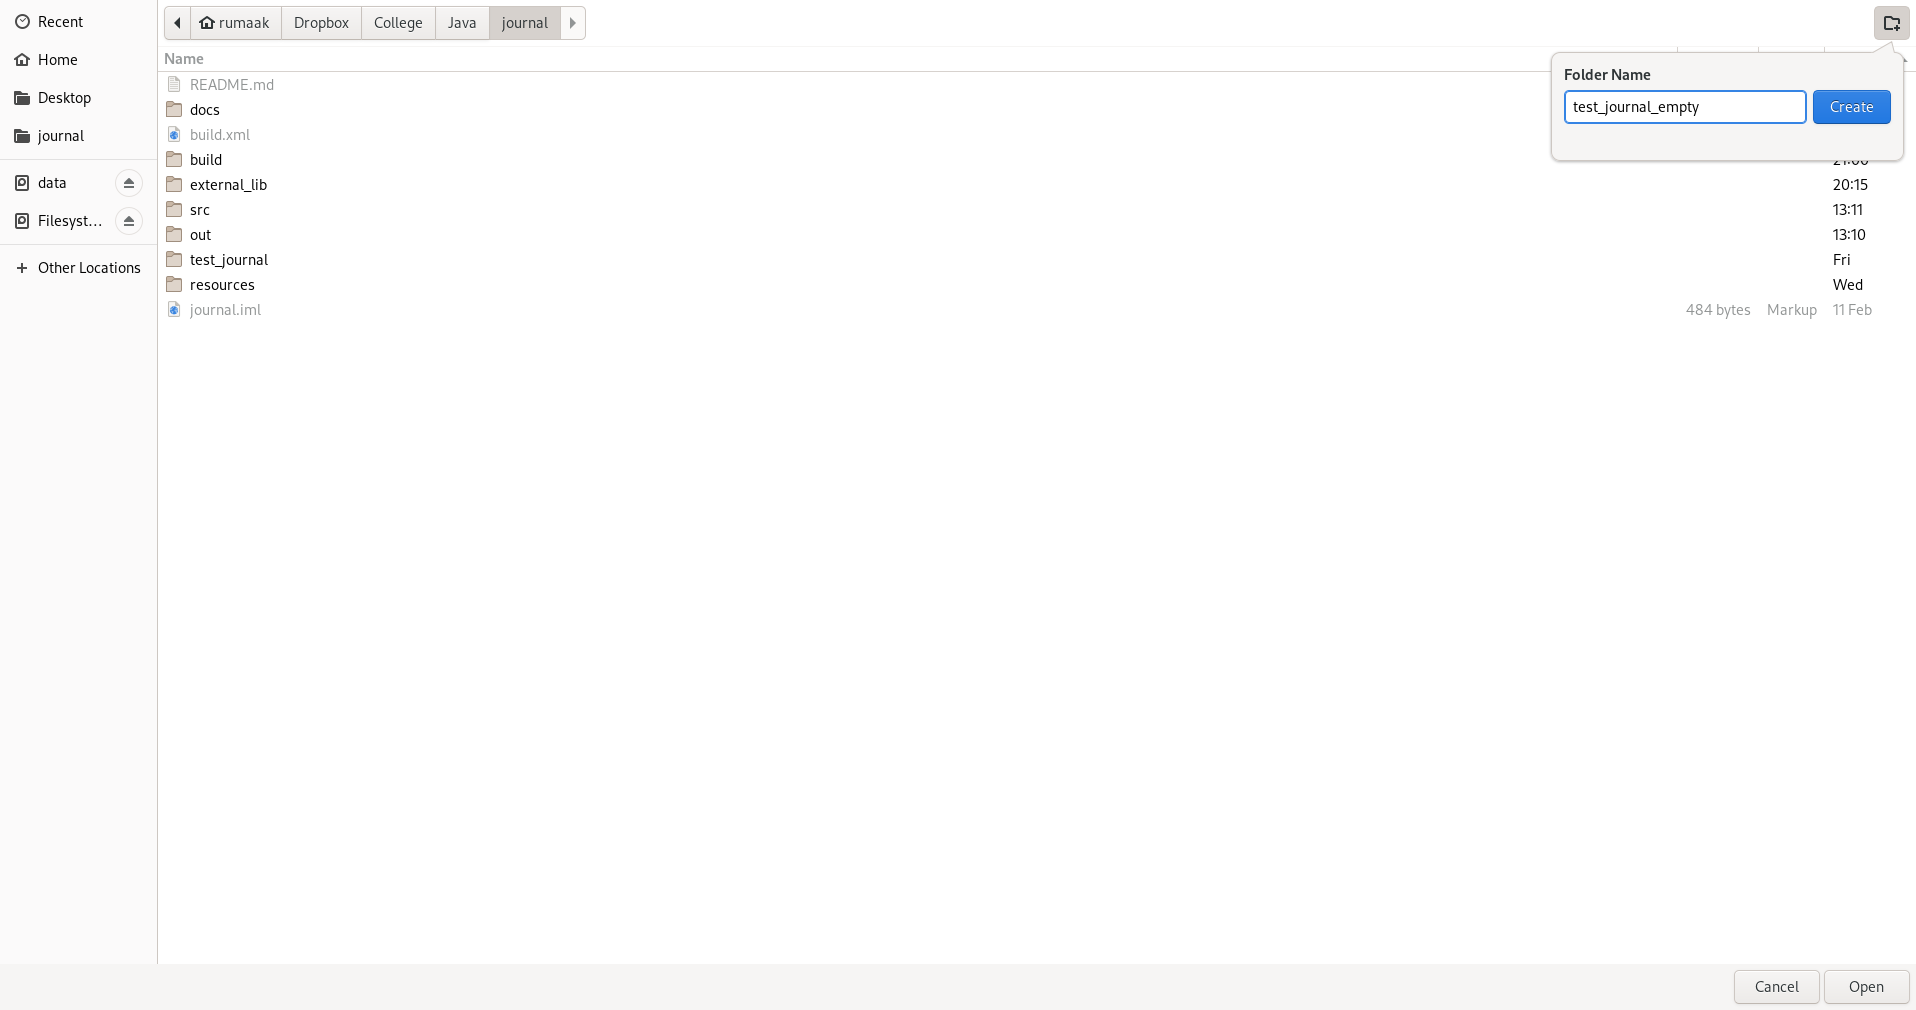 Recent
Home
Desktop
journal
data
Filesyst...
Other Locations
rumaak Dropbox College Java journal
Name
Folder Name
test_journal_empty Create
README.md
docs
build.xml
build
external_lib 20:15
src 13:11
out 13:10
test_journal Fri
resources Wed
journal.iml 484 bytes Markup 11 Feb
Cancel Open